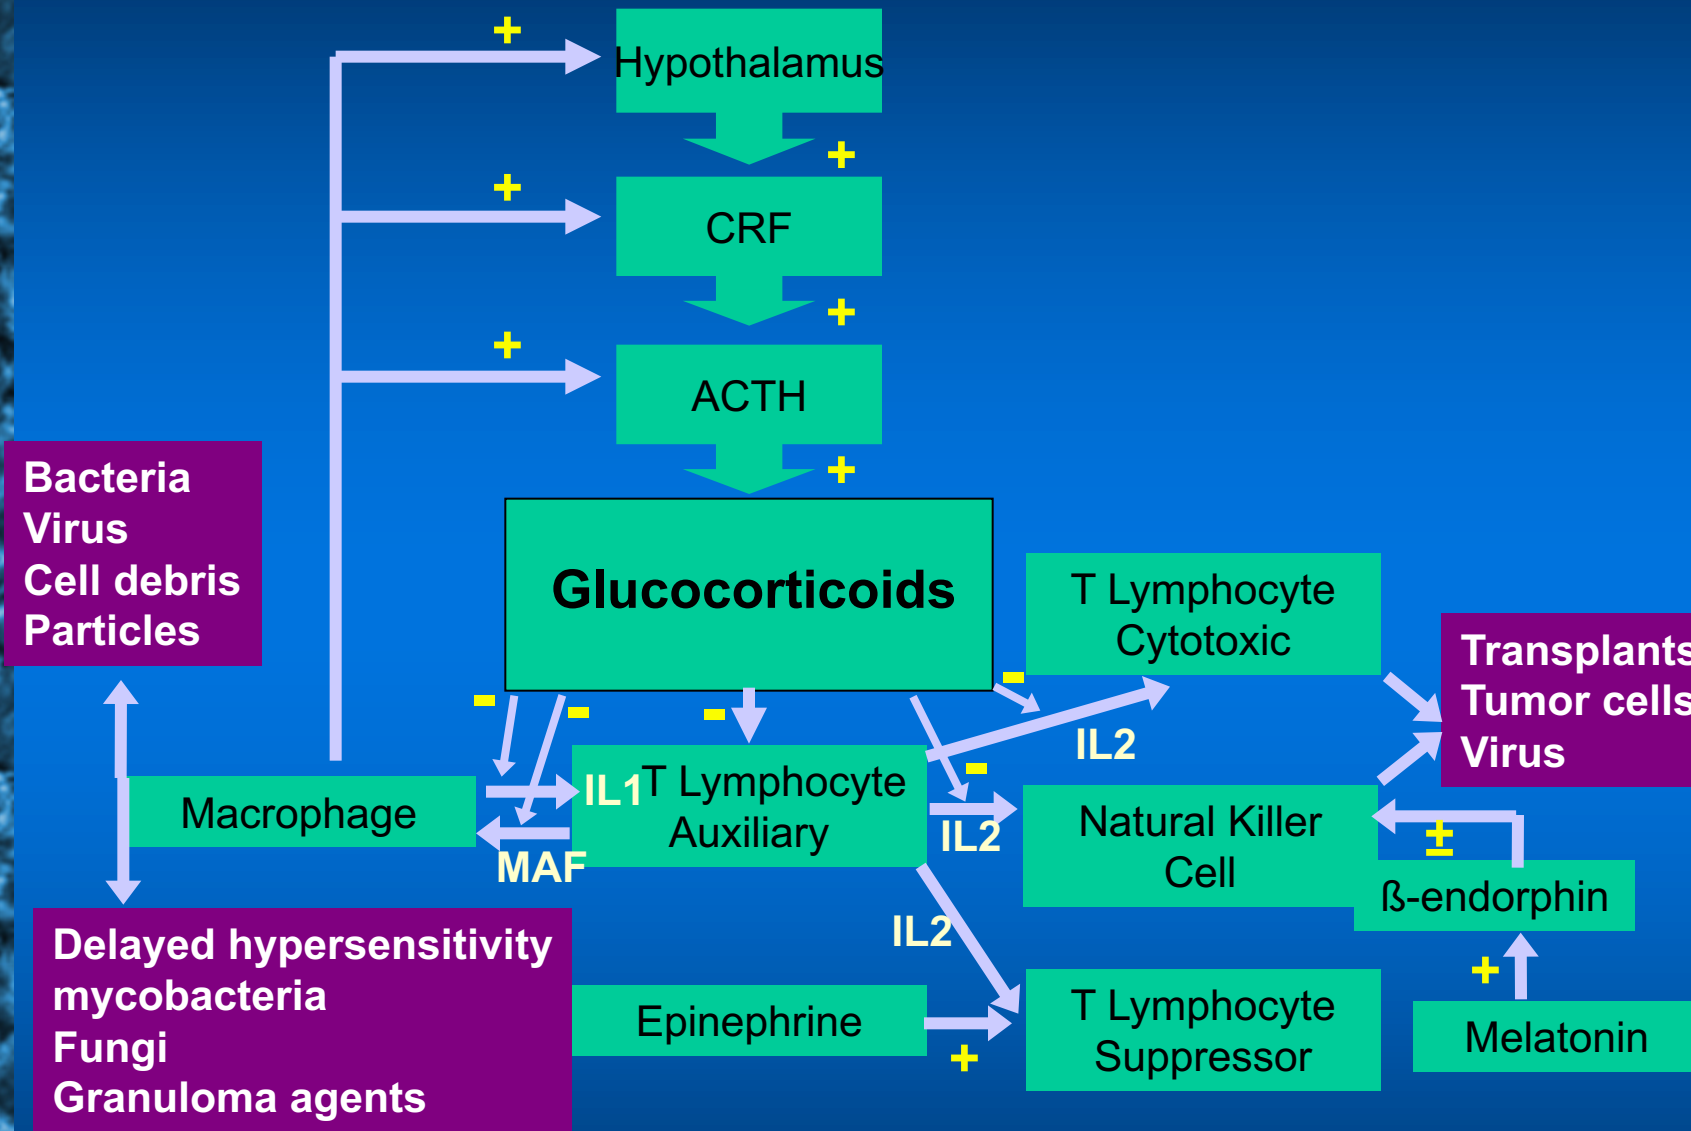 +
Hypothalamus
+
+
CRF
+
+
ACTH
+
Bacteria
Virus
Cell debris
Particles
Glucocorticoids
T Lymphocyte
Cytotoxic
Transplants
Tumor cells
Virus
-
-
-
-
-
IL2
Macrophage
IL1
MAF
T Lymphocyte
Auxiliary
IL2
Natural Killer
Cell
±
ß-endorphin
IL2
+
Delayed hypersensitivity
mycobacteria
Fungi
Granuloma agents
Epinephrine
+
T Lymphocyte
Suppressor
Melatonin